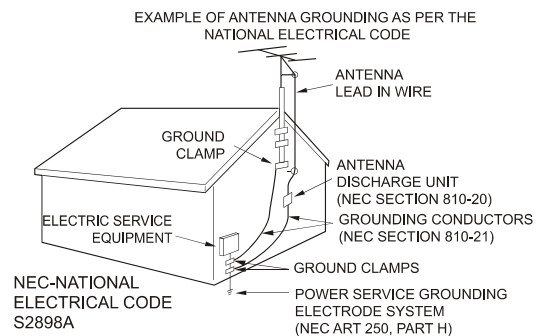 EXAMPLE OF ANTENNA GROUNDING AS PER THE
NATIONAL ELECTRICAL CODE
ANTENNA
LEAD IN WIRE
GROUND
CLAMP
ANTENNA
DISCHARGE UNIT
(NEC SECTION 810-20)
ELECTRIC SERVICE
EQUIPMENT
GROUNDING CONDUCTORS
(NEC SECTION 810-21)
GROUND CLAMPS
NEC-NATIONAL
ELECTRICAL CODE
S2898A
POWER SERVICE GROUNDING
ELECTRODE SYSTEM
(NEC ART 250, PART H)